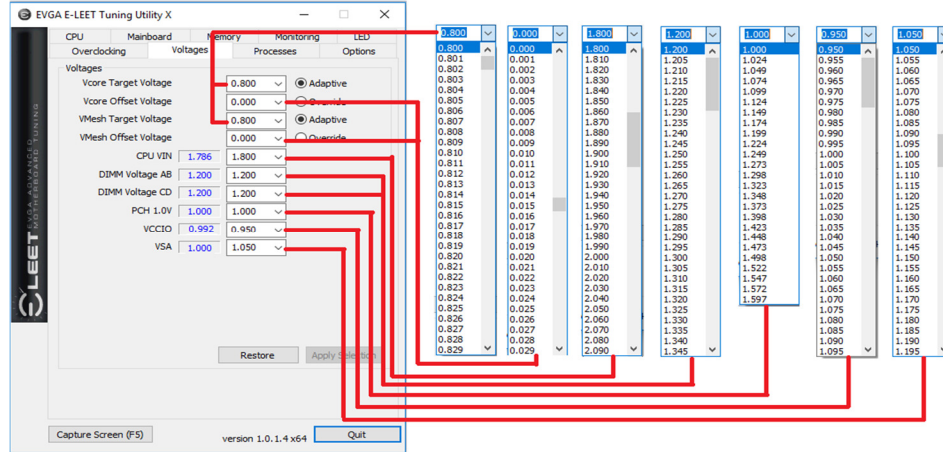 EVGA E-LEET Tuning Utility X
CPU Mainboard Memory Monitoring LED
Overclocking Voltages Processes Options
Voltages
Vcore Target Voltage 0.800 Adaptive
Vcore Offset Voltage 0.000 Override
VMesh Target Voltage 0.800 Adaptive
VMesh Offset Voltage 0.000 Override
CPU VIN 1.786 1.800
DIMM Voltage AB 1.200 1.200
DIMM Voltage CD 1.200 1.200
PCH 1.0V 1.000 1.000
VCCIO 0.992 0.950
VSA 1.000 1.050
Restore Apply Selection
Capture Screen (F5) version 1.0.1.4 x64 Quit
E-LEET EVGA ADVANCED
MOTHERBOARD TUNING
0.800 0.000 1.800 1.200 1.000 0.950 1.050
0.800 0.000 1.800 1.200 1.000 0.950 1.050
0.801 0.001 1.810 1.205 1.024 0.955 1.055
0.802 0.002 1.820 1.210 1.049 0.960 1.060
0.803 0.003 1.830 1.215 1.074 0.965 1.065
0.804 0.004 1.840 1.220 1.099 0.970 1.070
0.805 0.005 1.850 1.225 1.124 0.975 1.075
0.806 0.006 1.860 1.230 1.149 0.980 1.080
0.807 0.007 1.870 1.235 1.174 0.985 1.085
0.808 0.008 1.880 1.240 1.199 0.990 1.090
0.809 0.009 1.890 1.245 1.224 0.995 1.095
0.810 0.010 1.900 1.250 1.249 1.000 1.100
0.811 0.011 1.910 1.255 1.273 1.005 1.105
0.812 0.012 1.920 1.260 1.298 1.010 1.110
0.813 0.013 1.930 1.265 1.323 1.015 1.115
0.814 0.014 1.940 1.270 1.348 1.020 1.120
0.815 0.015 1.950 1.275 1.373 1.025 1.125
0.816 0.016 1.960 1.280 1.398 1.030 1.130
0.817 0.017 1.970 1.285 1.423 1.035 1.135
0.818 0.018 1.980 1.290 1.448 1.040 1.140
0.819 0.019 1.990 1.295 1.473 1.045 1.145
0.820 0.020 2.000 1.300 1.498 1.050 1.150
0.821 0.021 2.010 1.305 1.522 1.055 1.155
0.822 0.022 2.020 1.310 1.547 1.060 1.160
0.823 0.023 2.030 1.315 1.572 1.065 1.165
0.824 0.024 2.040 1.320 1.597 1.070 1.170
0.825 0.025 2.050 1.325 1.075 1.175
0.826 0.026 2.060 1.330 1.080 1.180
0.827 0.027 2.070 1.335 1.085 1.185
0.828 0.028 2.080 1.340 1.090 1.190
0.829 0.029 2.090 1.345 1.095 1.195